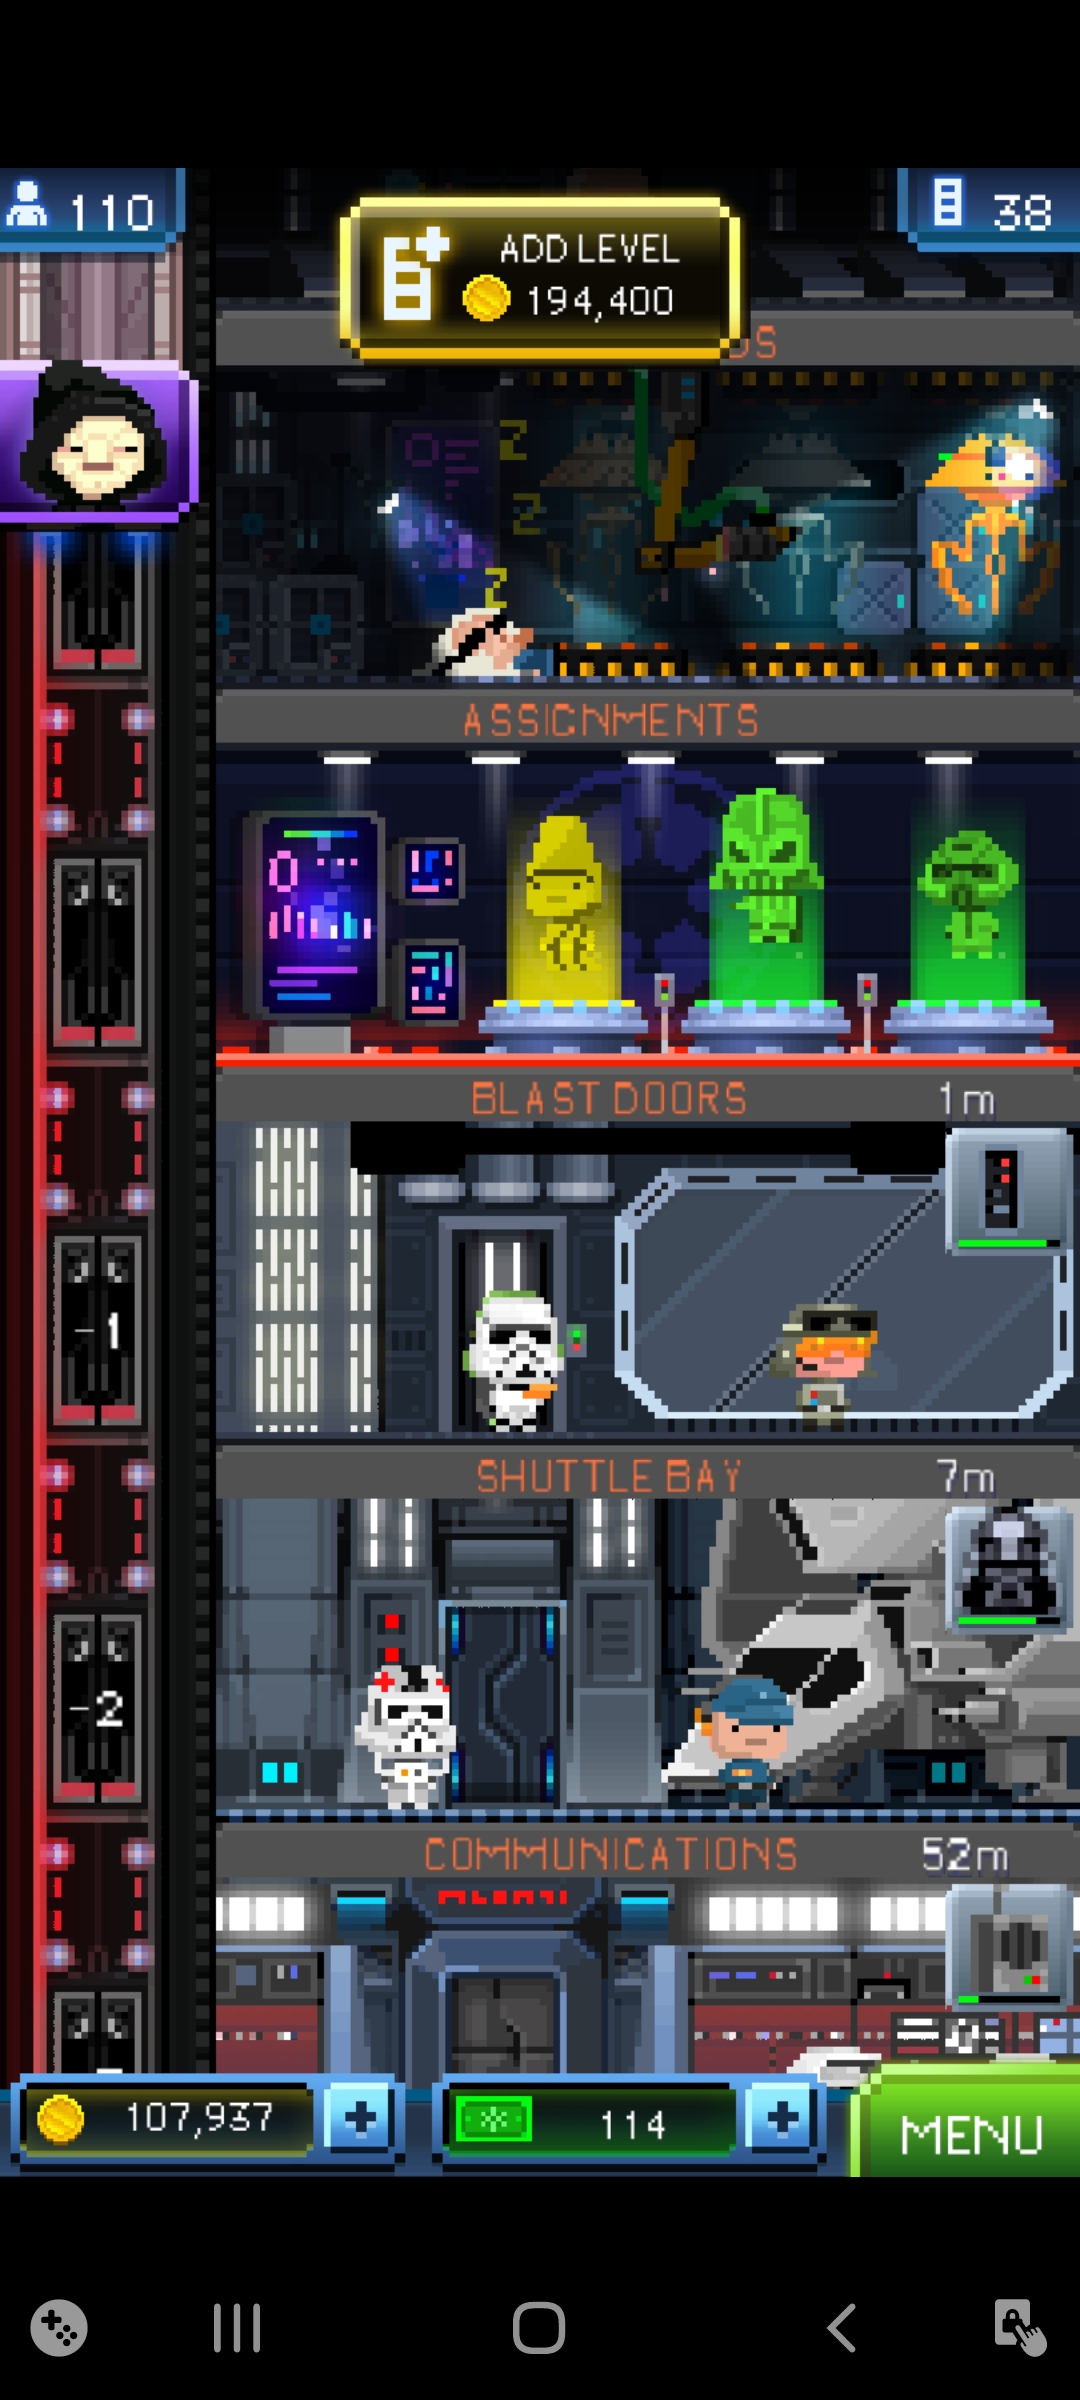 110
38
ADD LEVEL
194,400
DS
Z
Z
Z
ASSIGNMENTS
BLAST DOORS 1m
-1
SHUTTLE BAY 7m
-2
COMMUNICATIONS 52m
107,937
114
MENU